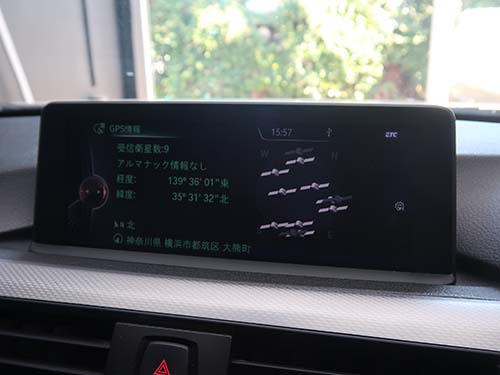 GPS情報
15:57
ETC
受信衛星数:9
W N
アルマナック情報なし
経度: 139° 36' 01"東
緯度: 35° 31' 32"北
OFF
N 北
E
神奈川県 横浜市都筑区 大熊町